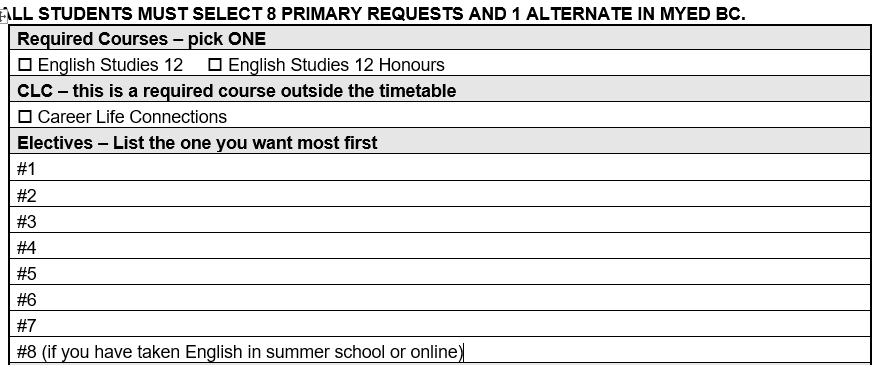 ALL STUDENTS MUST SELECT 8 PRIMARY REQUESTS AND 1 ALTERNATE IN MYED BC.
Required Courses – pick ONE
☐ English Studies 12 ☐ English Studies 12 Honours
CLC – this is a required course outside the timetable
☐ Career Life Connections
Electives – List the one you want most first
#1
#2
#3
#4
#5
#6
#7
#8 (if you have taken English in summer school or online)